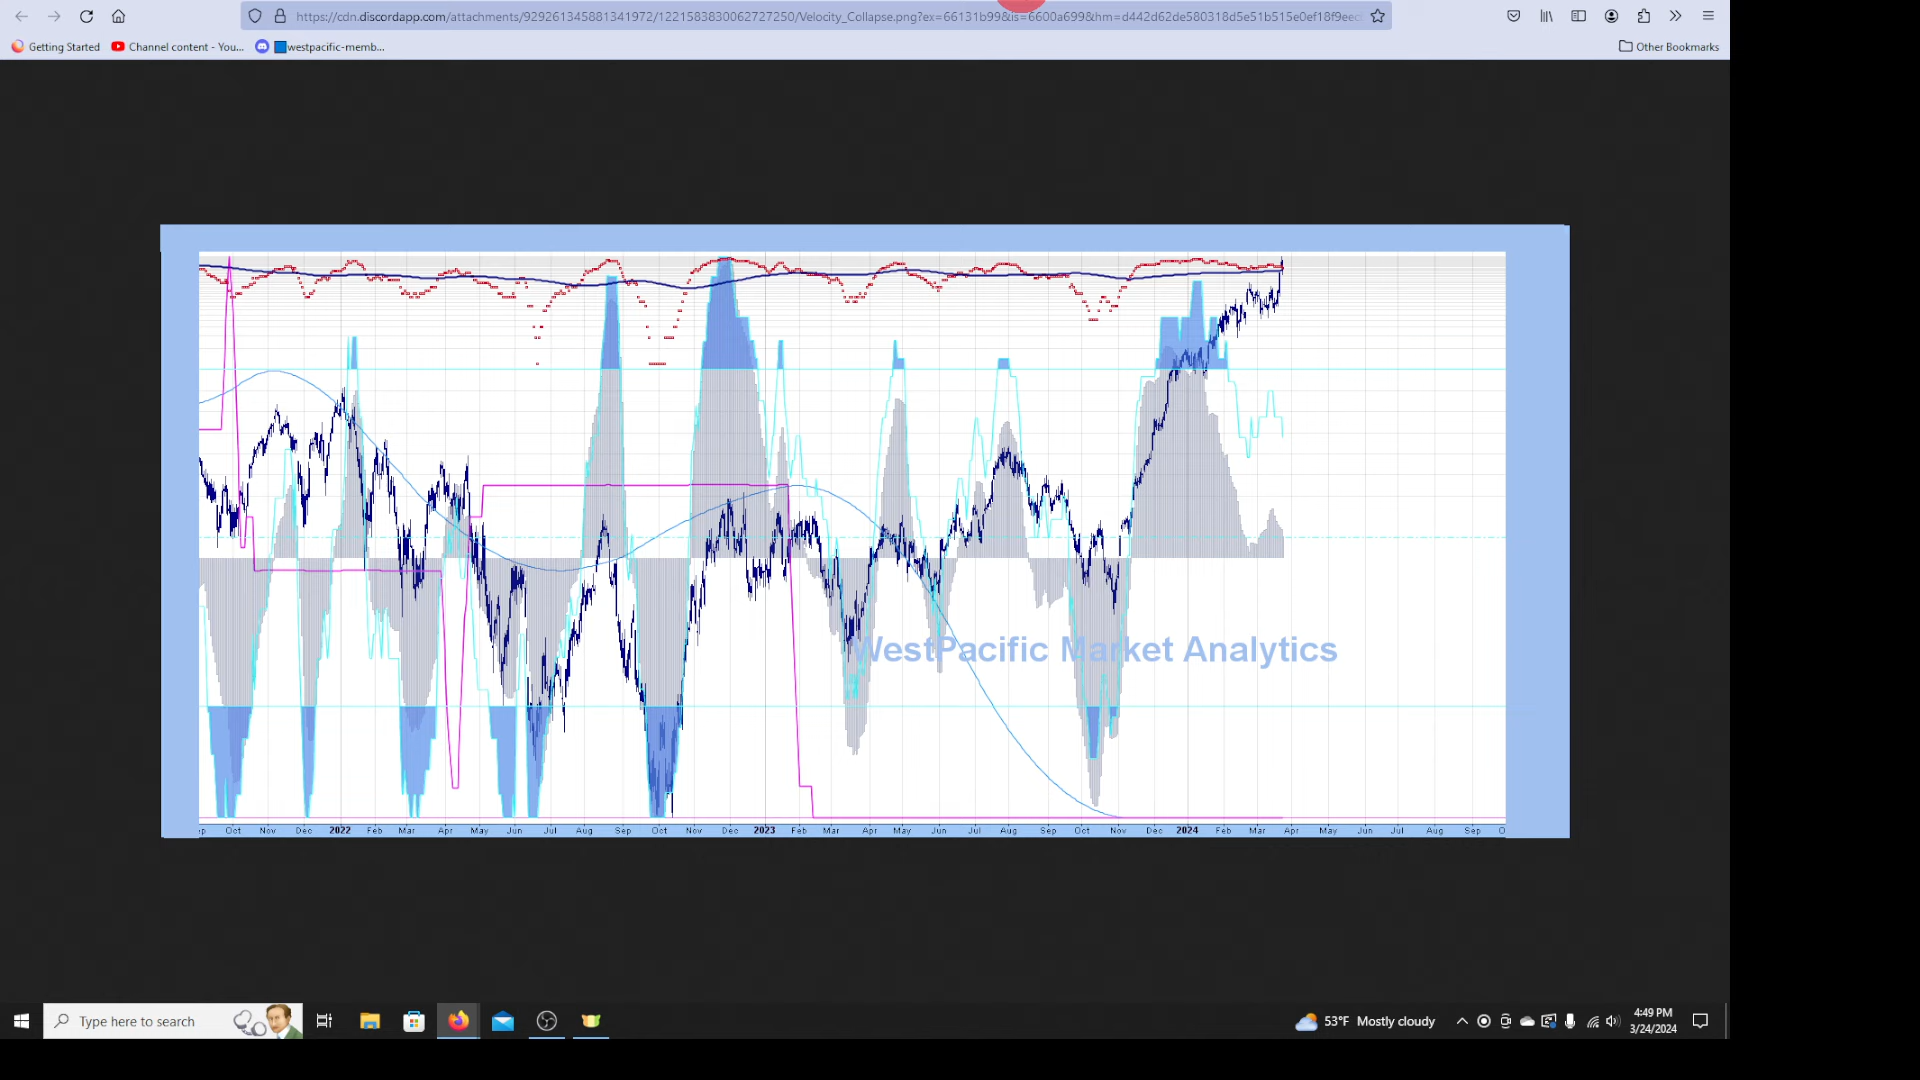 https://cdn.discordapp.com/attachments/929261345881341972/1221583830062727250/Velocity_Collapse.png?ex=66131b99&is=6600a699&hm=d442d62de580318d5e51b515e0ef18f9eec
Getting Started
Channel content - You...
westpacific-memb...
Other Bookmarks
WestPacific Market Analytics
p Oct Nov Dec 2022 Feb Mar Apr May Jun Jul Aug Sep Oct Nov Dec 2023 Feb Mar Apr May Jun Jul Aug Sep Oct Nov Dec 2024 Feb Mar Apr May Jun Jul Aug Sep O
Type here to search
53°F Mostly cloudy
4:49 PM
3/24/2024